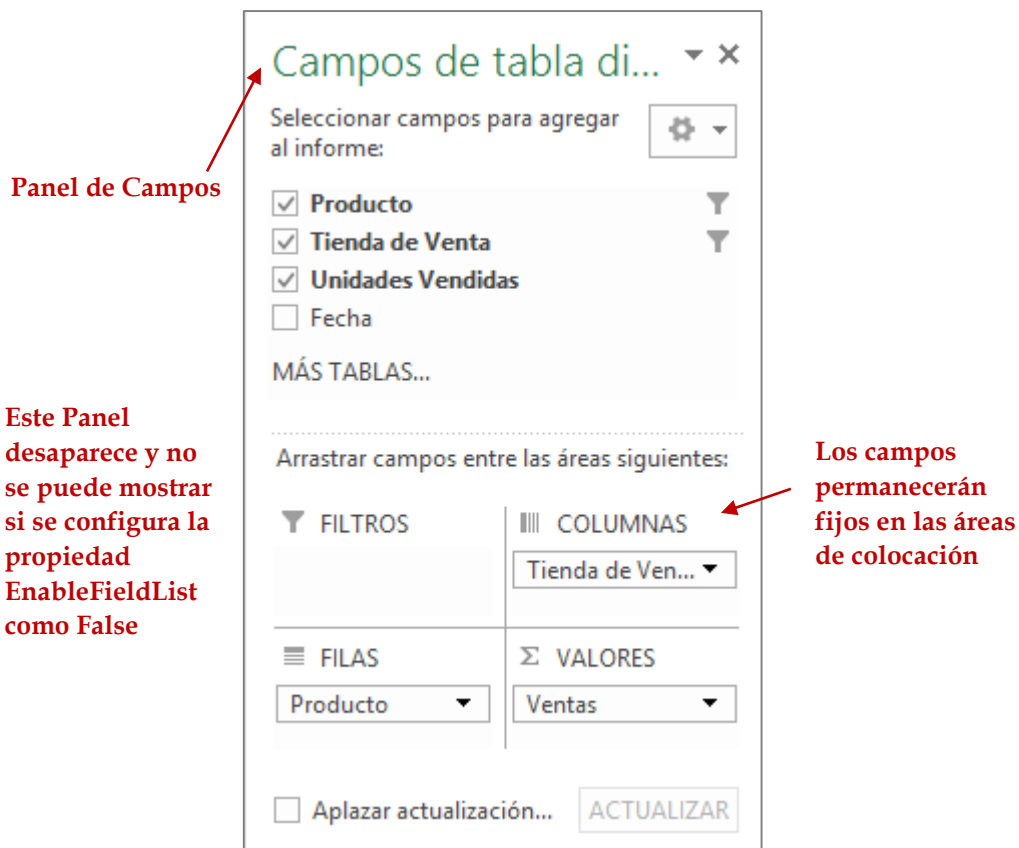 Campos de tabla di...
Seleccionar campos para agregar
al informe:
Panel de Campos
Producto
Tienda de Venta
Unidades Vendidas
Fecha
MÁS TABLAS...
Este Panel
desaparece y no
se puede mostrar
si se configura la
propiedad
EnableFieldList
como False
Arrastrar campos entre las áreas siguientes:
Los campos
permanecerán
fijos en las áreas
de colocación
FILTROS
COLUMNAS
Tienda de Ven...
FILAS
Σ VALORES
Producto
Ventas
Aplazar actualización...
ACTUALIZAR